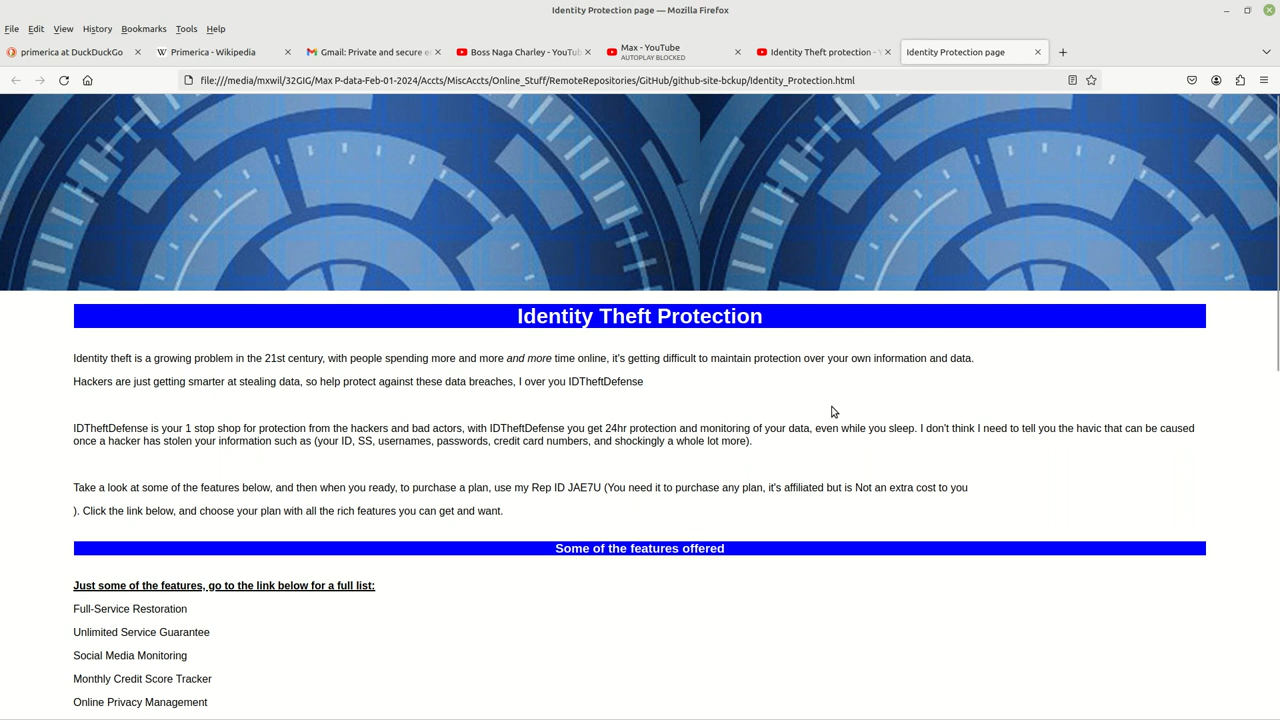 Identity Protection page — Mozilla Firefox
File Edit View History Bookmarks Tools Help
primerica at DuckDuckGo
Primerica - Wikipedia
Gmail: Private and secure e
Boss Naga Charley - YouTu
Max - YouTube
AUTOPLAY BLOCKED
Identity Theft protection -
Identity Protection page
file:///media/mxwil/32GIG/Max P-data-Feb-01-2024/Accts/MiscAccts/Online_Stuff/RemoteRepositories/GitHub/github-site-bckup/Identity_Protection.html
Identity Theft Protection
Identity theft is a growing problem in the 21st century, with people spending more and more and more time online, it's getting difficult to maintain protection over your own information and data.
Hackers are just getting smarter at stealing data, so help protect against these data breaches, I over you IDTheftDefense
IDTheftDefense is your 1 stop shop for protection from the hackers and bad actors, with IDTheftDefense you get 24hr protection and monitoring of your data, even while you sleep. I don't think I need to tell you the havic that can be caused
once a hacker has stolen your information such as (your ID, SS, usernames, passwords, credit card numbers, and shockingly a whole lot more).
Take a look at some of the features below, and then when you ready, to purchase a plan, use my Rep ID JAE7U (You need it to purchase any plan, it's affiliated but is Not an extra cost to you
). Click the link below, and choose your plan with all the rich features you can get and want.
Some of the features offered
Just some of the features, go to the link below for a full list:
Full-Service Restoration
Unlimited Service Guarantee
Social Media Monitoring
Monthly Credit Score Tracker
Online Privacy Management